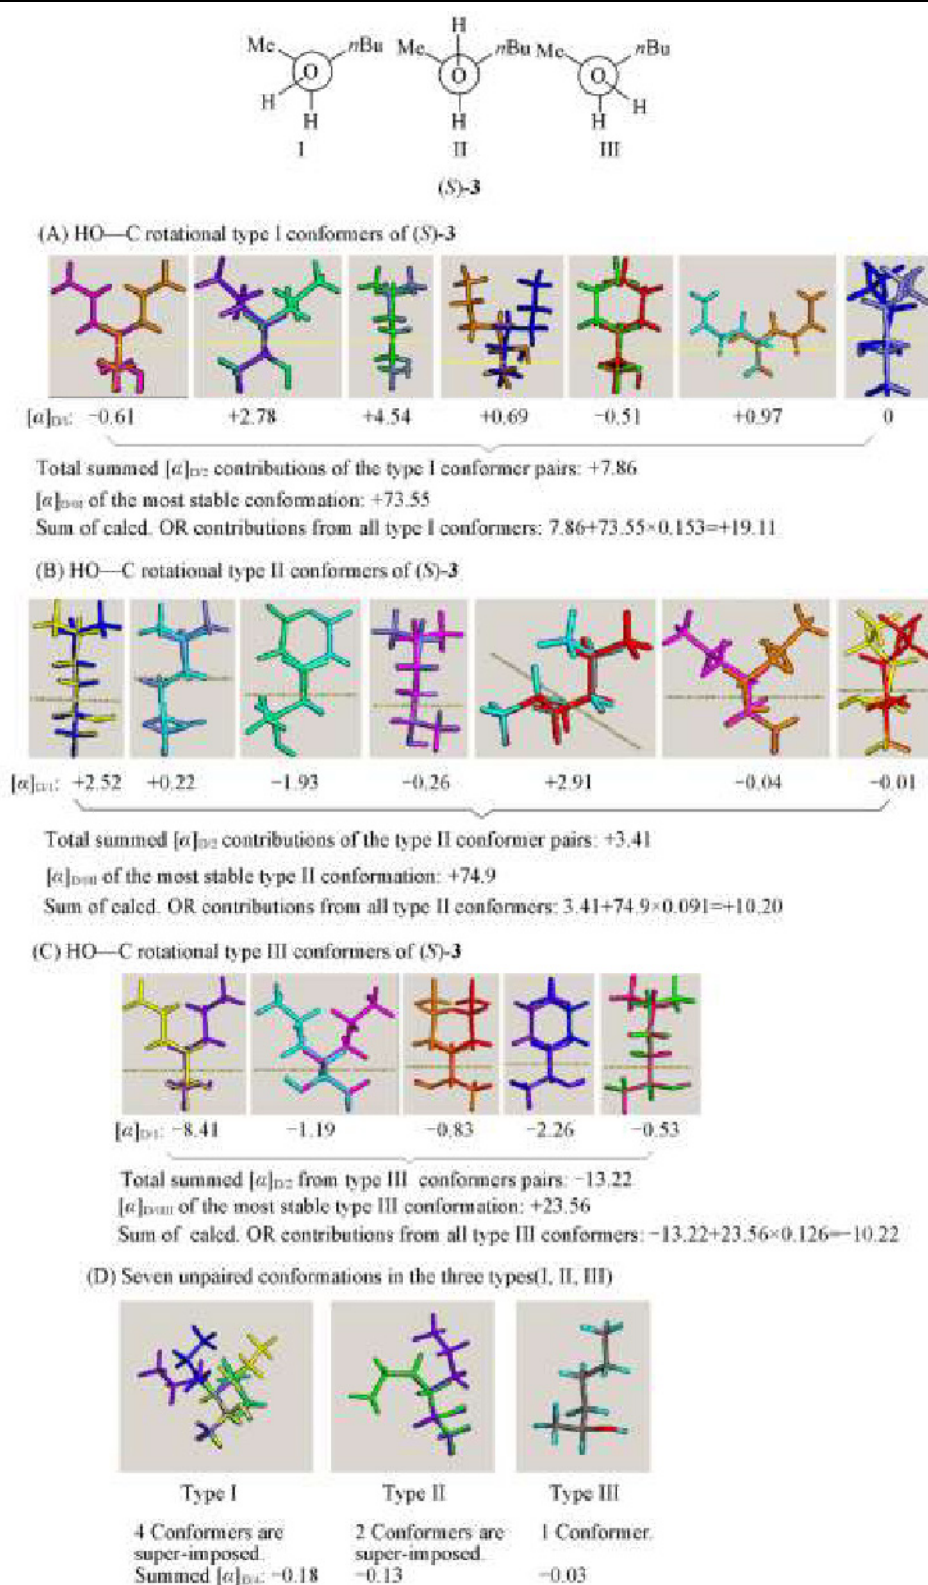 H
Me nBu Me nBu Me nBu
O O O
H H
H H H
I II III
(S)-3
(A) HO—C rotational type I conformers of (S)-3
−0.61 +2.78 +4.54 +0.69 −0.51 +0.97 0
Total summed [α]D/2 contributions of the type I conformer pairs: +7.86
of the most stable conformation: +73.55
Sum of calcd. OR contributions from all type I conformers: 7.86+73.55×0.153=+19.11
(B) HO—C rotational type II conformers of (S)-3
+2.52 +0.22 −1.93 −0.26 +2.91 −0.04 −0.01
Total summed [α]D/2 contributions of the type II conformer pairs: +3.41
of the most stable type II conformation: +74.9
Sum of calcd. OR contributions from all type II conformers: 3.41+74.9×0.091=+10.20
(C) HO—C rotational type III conformers of (S)-3
−8.41 −1.19 −0.83 −2.26 −0.53
Total summed [α]D/2 from type III conformers pairs: −13.22
of the most stable type III conformation: +23.56
Sum of calcd. OR contributions from all type III conformers: −13.22+23.56×0.126=−10.22
(D) Seven unpaired conformations in the three types(I, II, III)
Type I Type II Type III
4 Conformers are 2 Conformers are 1 Conformer.
super-imposed. super-imposed.
Summed −0.18 −0.13 −0.03